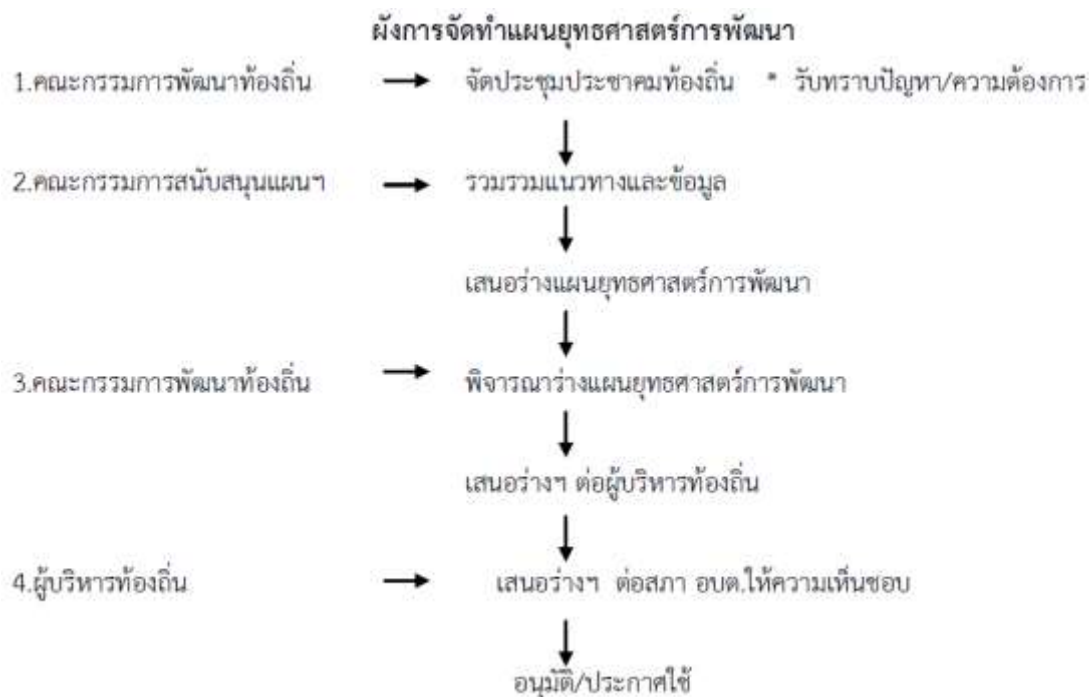 ผังการจัดทำแผนยุทธศาสตร์การพัฒนา
1.คณะกรรมการพัฒนาท้องถิ่น → จัดประชุมประชาคมท้องถิ่น * รับทราบปัญหา/ความต้องการ
2.คณะกรรมการสนับสนุนแผนฯ → รวมรวมแนวทางและข้อมูล
เสนอร่างแผนยุทธศาสตร์การพัฒนา
3.คณะกรรมการพัฒนาท้องถิ่น → พิจารณาร่างแผนยุทธศาสตร์การพัฒนา
เสนอร่างฯ ต่อผู้บริหารท้องถิ่น
4.ผู้บริหารท้องถิ่น → เสนอร่างฯ ต่อสภา อบต.ให้ความเห็นชอบ
อนุมัติ/ประกาศใช้